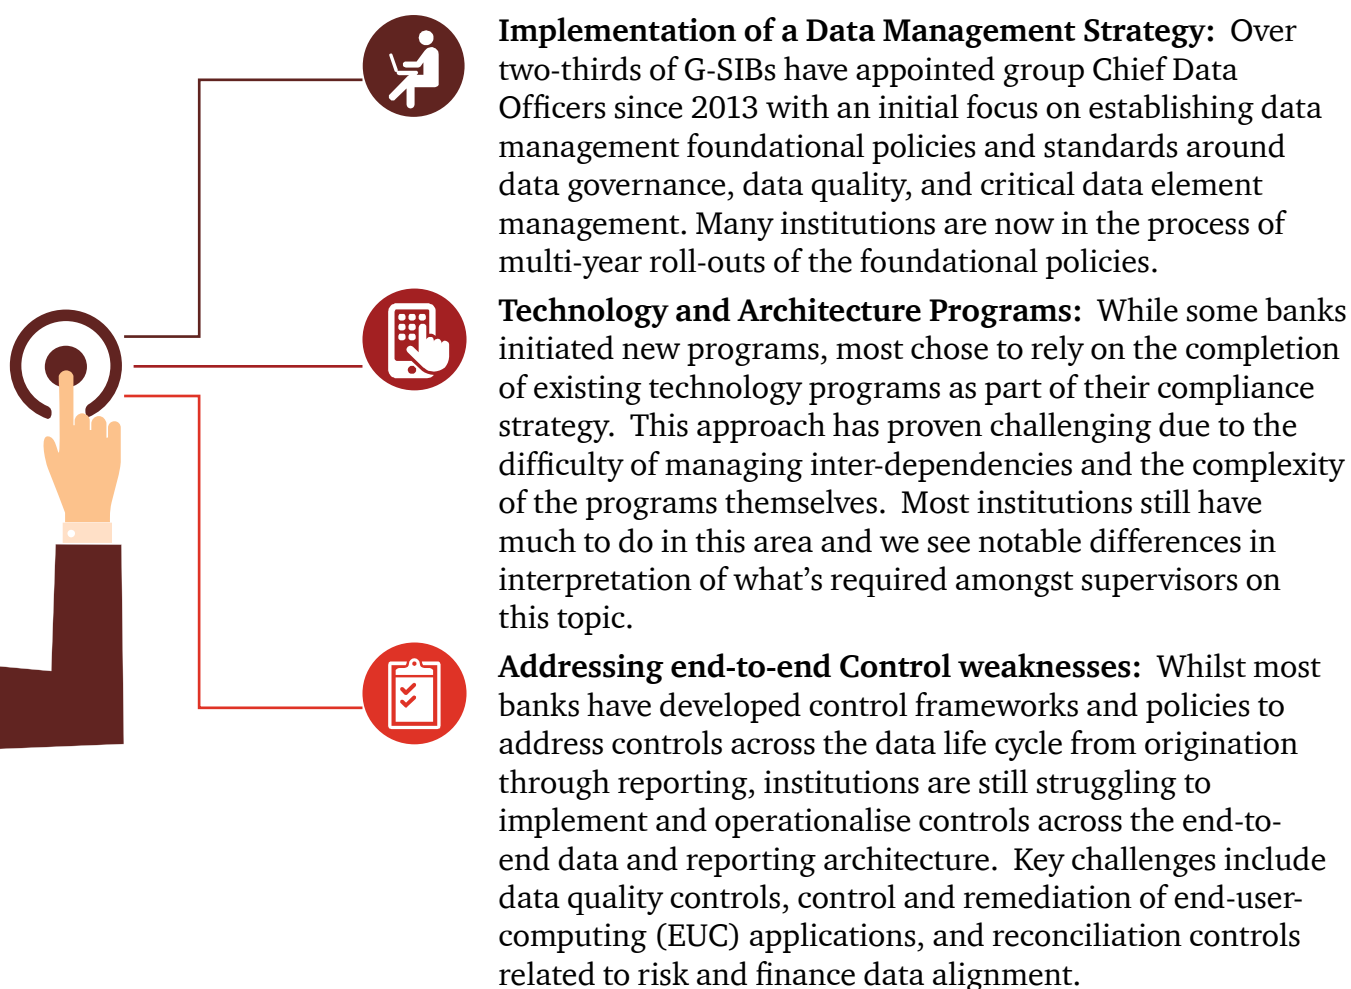 Implementation of a Data Management Strategy: Over
two-thirds of G-SIBs have appointed group Chief Data
Officers since 2013 with an initial focus on establishing data
management foundational policies and standards around
data governance, data quality, and critical data element
management. Many institutions are now in the process of
multi-year roll-outs of the foundational policies.
Technology and Architecture Programs: While some banks
initiated new programs, most chose to rely on the completion
of existing technology programs as part of their compliance
strategy. This approach has proven challenging due to the
difficulty of managing inter-dependencies and the complexity
of the programs themselves. Most institutions still have
much to do in this area and we see notable differences in
interpretation of what's required amongst supervisors on
this topic.
Addressing end-to-end Control weaknesses: Whilst most
banks have developed control frameworks and policies to
address controls across the data life cycle from origination
through reporting, institutions are still struggling to
implement and operationalise controls across the end-to-
end data and reporting architecture. Key challenges include
data quality controls, control and remediation of end-user-
computing (EUC) applications, and reconciliation controls
related to risk and finance data alignment.